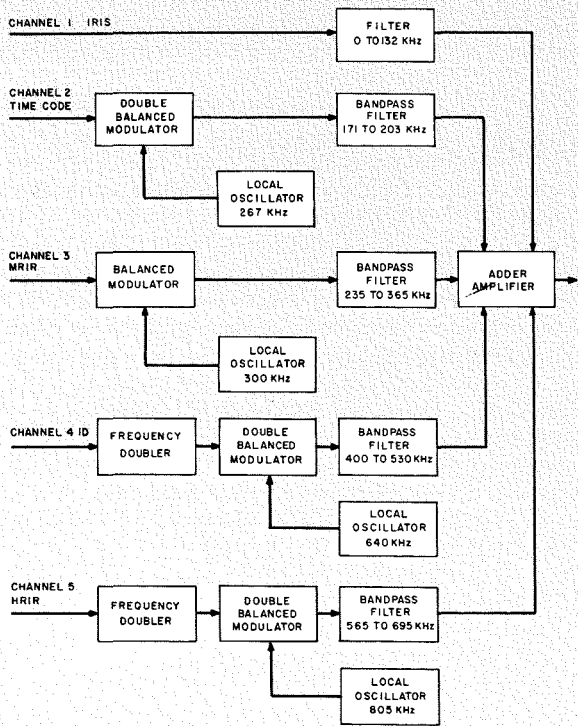 CHANNEL 1 IRIS
FILTER
0 TO 132 KHz
CHANNEL 2
TIME CODE
DOUBLE
BALANCED
MODULATOR
BANDPASS
FILTER
171 TO 203 KHz
LOCAL
OSCILLATOR
267 KHz
CHANNEL 3
MRIR
BALANCED
MODULATOR
BANDPASS
FILTER
235 TO 365 KHz
ADDER
AMPLIFIER
LOCAL
OSCILLATOR
300 KHz
CHANNEL 4 ID
FREQUENCY
DOUBLER
DOUBLE
BALANCED
MODULATOR
BANDPASS
FILTER
400 TO 530 KHz
LOCAL
OSCILLATOR
640 KHz
CHANNEL 5
HRIR
FREQUENCY
DOUBLER
DOUBLE
BALANCED
MODULATOR
BANDPASS
FILTER
565 TO 695 KHz
LOCAL
OSCILLATOR
805 KHz